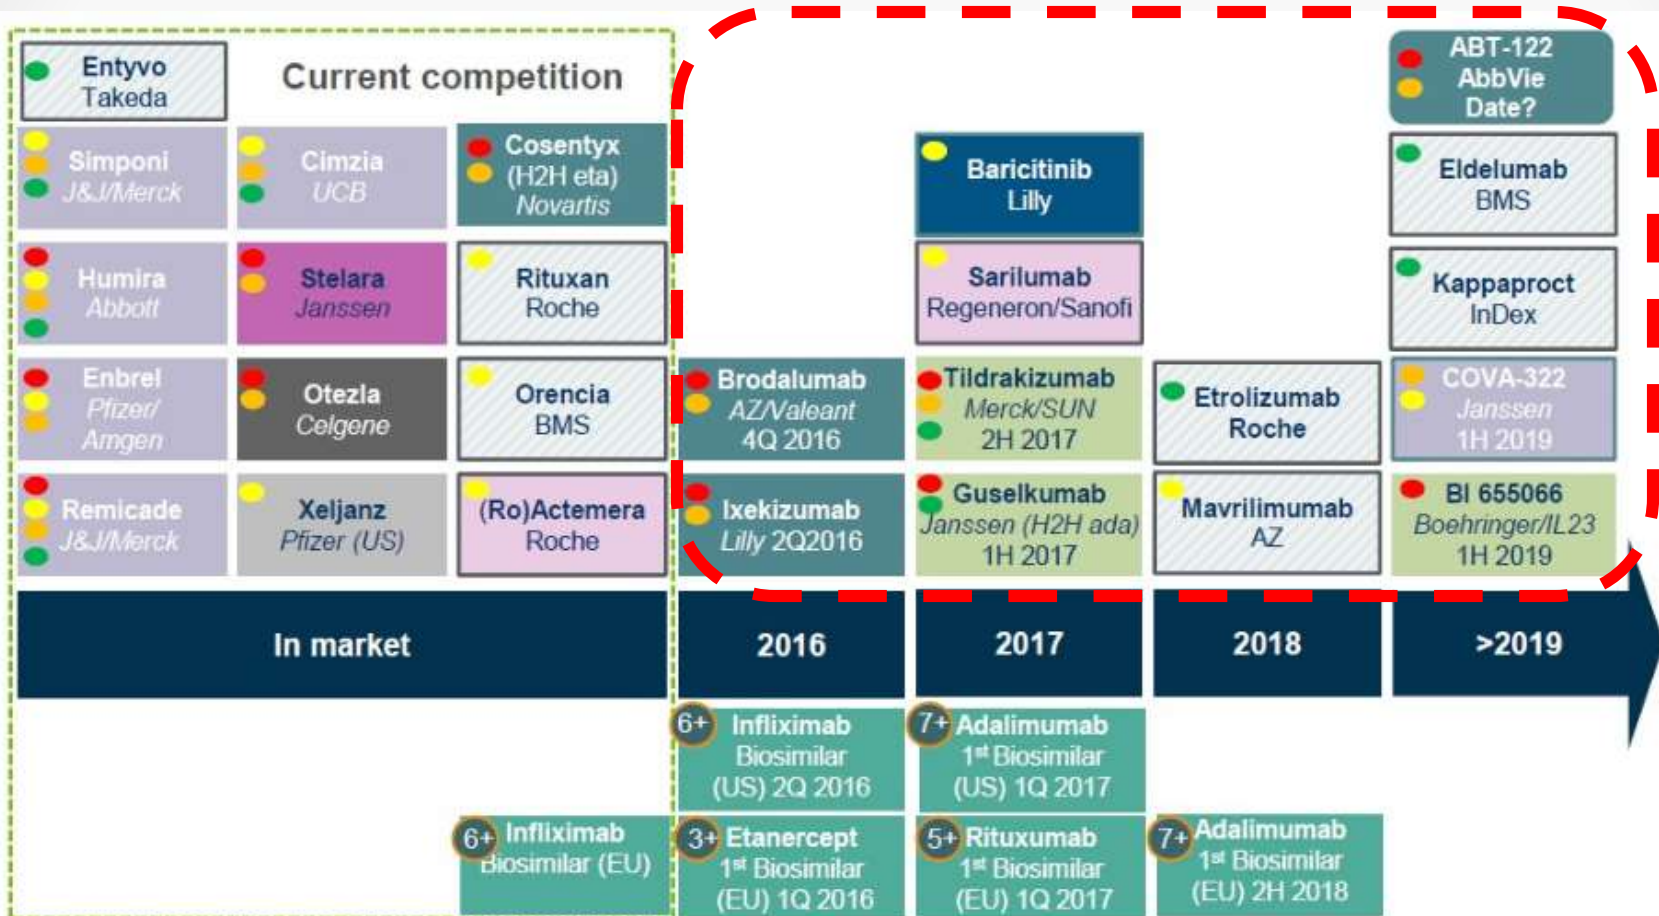 Entyvo
Takeda
Current competition
Simponi
J&J/Merck
Cimzia
UCB
Cosentyx
(H2H eta)
Novartis
Humira
Abbott
Stelara
Janssen
Rituxan
Roche
Enbrel
Pfizer/
Amgen
Otezla
Celgene
Orencia
BMS
Remicade
J&J/Merck
Xeljanz
Pfizer (US)
(Ro)Actemera
Roche
Brodalumab
AZ/Valeant
4Q 2016
Ixekizumab
Lilly 2Q2016
Baricitinib
Lilly
Sarilumab
Regeneron/Sanofi
Tildrakizumab
Merck/SUN
2H 2017
Guselkumab
Janssen (H2H ada)
1H 2017
Etrolizumab
Roche
Mavrilimumab
AZ
ABT-122
AbbVie
Date?
Eldelumab
BMS
Kappaproct
InDex
COVA-322
Janssen
1H 2019
BI 655066
Boehringer/IL23
1H 2019
In market
2016
2017
2018
>2019
6+ Infliximab
Biosimilar
(US) 2Q 2016
7+ Adalimumab
1st Biosimilar
(US) 1Q 2017
6+ Infliximab
Biosimilar (EU)
3+ Etanercept
1st Biosimilar
(EU) 1Q 2016
5+ Rituxumab
1st Biosimilar
(EU) 1Q 2017
7+ Adalimumab
1st Biosimilar
(EU) 2H 2018